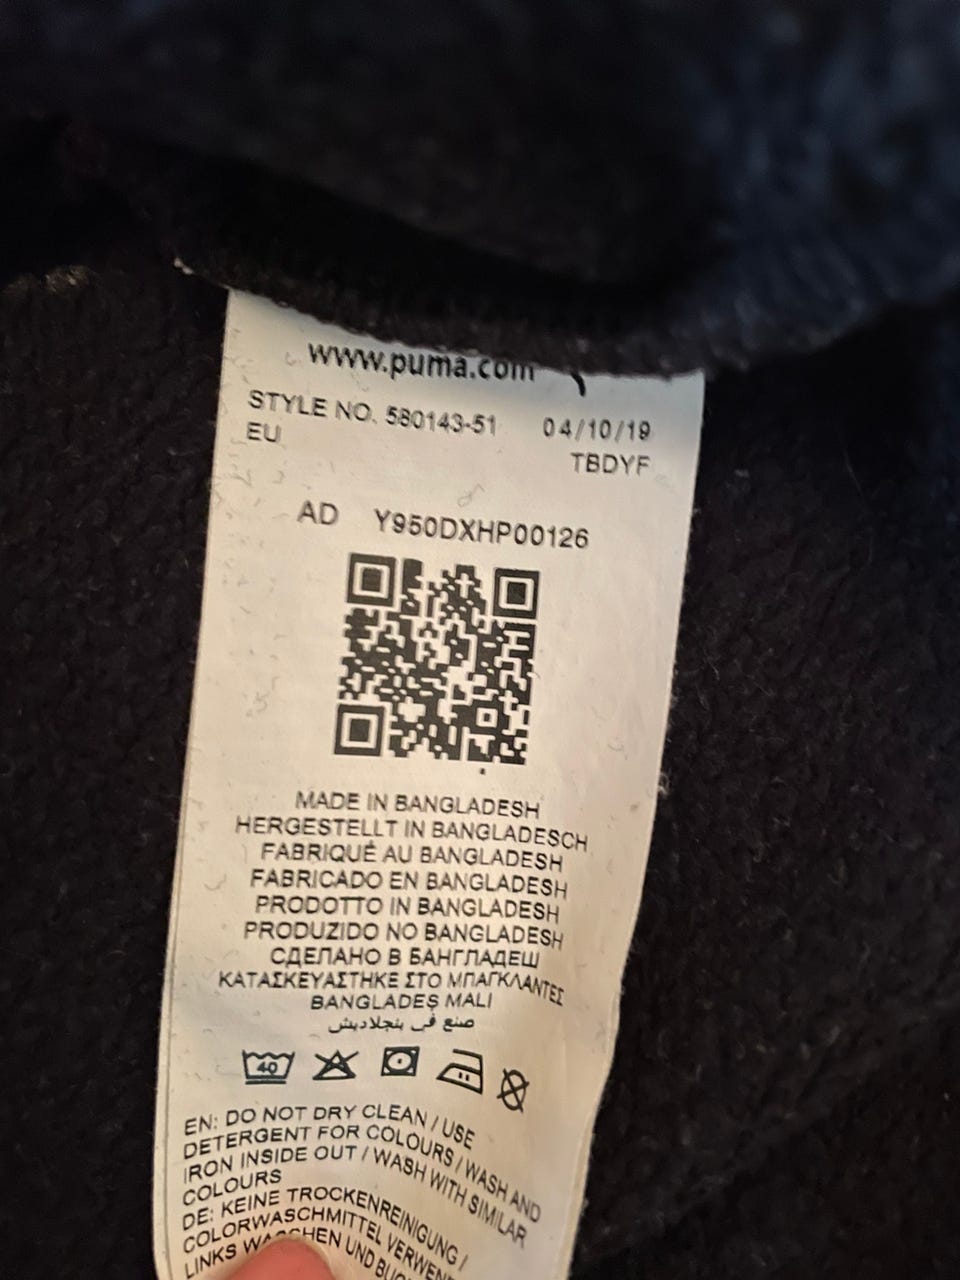 www.puma.com
STYLE NO. 580143-51 04/10/19
EU TBDYF
AD Y950DXHP00126
MADE IN BANGLADESH
HERGESTELLT IN BANGLADESCH
FABRIQUÉ AU BANGLADESH
FABRICADO EN BANGLADESH
PRODOTTO IN BANGLADESH
PRODUZIDO NO BANGLADESH
СДЕЛАНО В БАНГЛАДЕШ
ΚΑΤΑΣΚΕΥΑΣΤΗΚΕ ΣΤΟ ΜΠΑΓΚΛΑΝΤΕΣ
BANGLADEŞ MALI
صنع في بنجلاديش
40
EN: DO NOT DRY CLEAN / USE
DETERGENT FOR COLOURS / WASH AND
IRON INSIDE OUT / WASH WITH SIMILAR
COLOURS
DE: KEINE TROCKENREINIGUNG /
COLORWASCHMITTEL
LINKS UND